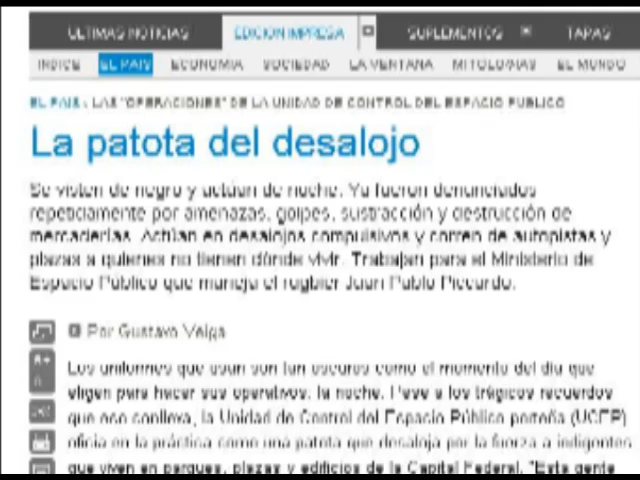 ULTIMAS NOTICIAS EDICION IMPRESA SUPLEMENTOS TAPAS
INDICE EL PAIS ECONOMIA SOCIEDAD LA VENTANA MITOLOGIAS EL MUNDO
EL PAIS › LAS "OPERACIONES" DE LA UNIDAD DE CONTROL DEL ESPACIO PUBLICO
La patota del desalojo
Se visten de negro y actúan de noche. Ya fueron denunciados
repetidamente por amenazas, golpes, sustracción y destrucción de
mercaderías. Actúan en desalojos compulsivos y corren de autopistas y
plazas a quienes no tienen dónde vivir. Trabajan para el Ministerio de
Espacio Público que maneja el rugbier Juan Pablo Piccardo.
Por Gustavo Veiga
Los uniformes que usan son tan oscuros como el momento del día que
eligen para hacer sus operativos: la noche. Pese a los trágicos recuerdos
que eso conlleva, la Unidad de Control del Espacio Público porteña (UCEP)
oficia en la práctica como una patota que desaloja por la fuerza a indigentes
que viven en parques, plazas y edificios de la Capital Federal. "Esta gente